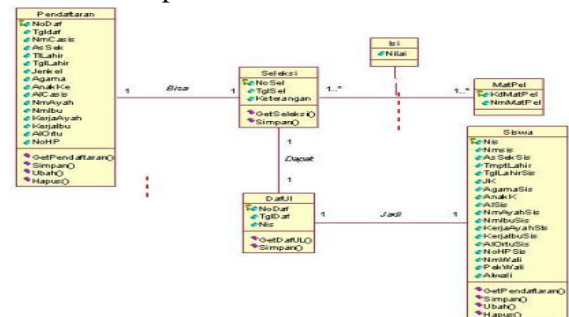 Pendaftaran
NoDaf
Tgldaf
NmCasis
AsSek
TlLahir
TglLahir
Jenkel
Agama
AnakKe
AlCasis
NmAyah
NmIbu
KerjaAyah
KerjaIbu
AlOrtu
NoHP
GetPendaftaran()
Simpan()
Ubah()
Hapus()
1
Bisa
1
Seleksi
NoSel
TglSel
Keterangan
GetSeleksi()
Simpan()
1..*
Isi
Nilai
1..*
MatPel
KdMatPel
NmMatPel
1
Dapat
1
DafUl
NoDaf
TglDaf
Nis
GetDafUL()
Simpan()
1
Jadi
1
Siswa
Nis
Nmsis
AsSekSis
TmptLahir
TglLahirSis
JK
AgamaSis
AnakK
AlSis
NmAyahSis
NmIbuSis
KerjaAyahSis
KerjaIbuSis
AlOrtuSis
NoHPSis
NmWali
PekWali
Alwali
GetPendaftaran()
Simpan()
Ubah()
Hapus()